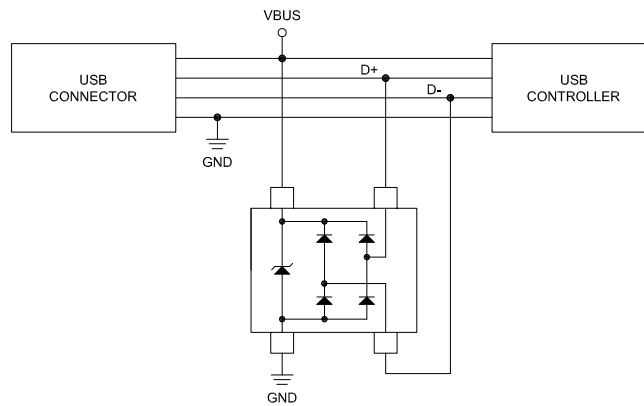 VBUS
USB
CONNECTOR
D+
D-
USB
CONTROLLER
GND
GND